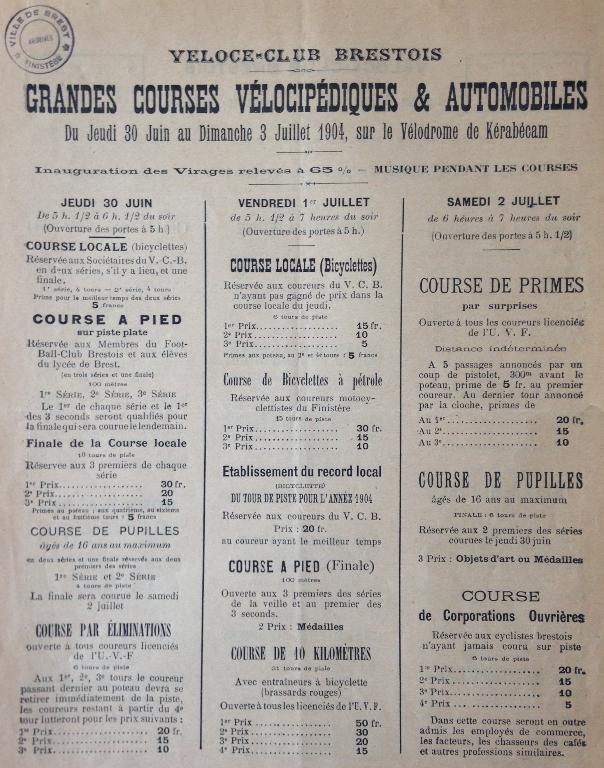 VILLE DE BREST
ARCHIVES
FINISTÈRE
VELOCE-CLUB BRESTOIS
GRANDES COURSES VÉLOCIPÉDIQUES & AUTOMOBILES
Du Jeudi 30 Juin au Dimanche 3 Juillet 1904, sur le Vélodrome de Kérabécam
Inauguration des Virages relevés à 65 % — MUSIQUE PENDANT LES COURSES
JEUDI 30 JUIN
De 5 h. 1/2 à 6 h. 1/2 du soir
(Ouverture des portes à 5 h)
COURSE LOCALE (bicyclettes)
Réservée aux Sociétaires du V.-C.-B.
en deux séries, s'il y a lieu, et une
finale.
1re série, 4 tours — 2e série, 4 tours
Prime pour le meilleur temps des deux séries
5 francs
COURSE A PIED
sur piste plate
Réservée aux Membres du Foot-
Ball-Club Brestois et aux élèves
du lycée de Brest.
(en trois séries et une finale)
100 mètres
1re SÉRIE, 2e SÉRIE, 3e SÉRIE
Le 1er de chaque série et le 1er
des 3 seconds seront qualifiés pour
la finale qui sera courue le lendemain.
Finale de la Course locale
10 tours de piste
Réservée aux 3 premiers de chaque
série
1er Prix.................. 30 fr.
2e Prix.................. 20
3e Prix.................. 15
Primes au poteau : aux quatrième, au sixième
et au huitième tours : 5 francs
COURSE DE PUPILLES
âgés de 16 ans au maximum
en deux séries et une finale réservée aux deux
premiers des séries
1re SÉRIE et 2e SÉRIE
4 tours de piste
La finale sera courue le samedi
2 juillet
COURSE PAR ÉLIMINATIONS
ouverte à tous coureurs licenciés
de l'U.-V.-F
6 tours de piste
Aux 1er, 2e, 3e tours le coureur
passant dernier au poteau devra se
retirer immédiatement de la piste,
les coureurs restant à partir du 4e
tour lutteront pour les prix suivants :
1er Prix.................. 20 fr.
2e Prix.................. 15
3e Prix.................. 10
VENDREDI 1er JUILLET
de 5 h. 1/2 à 7 heures du soir
(Ouverture des portes à 5 h.)
COURSE LOCALE (Bicyclettes)
Réservée aux coureurs du V. C. B.
n'ayant pas gagné de prix dans la
course locale du jeudi.
6 tours de piste
1er Prix.................. 15 fr.
2e Prix.................. 10
3e Prix.................. 5
Primes aux poteau, au 2e et 4e tours : 5 francs
Course de Bicyclettes à pétrole
Réservée aux coureurs motocy-
clettistes du Finistère
15 tours de piste
1er Prix.................. 30 fr.
2e Prix.................. 15
3e Prix.................. 10
Etablissement du record local
(BICYCLETTE)
DU TOUR DE PISTE POUR L'ANNÉE 1904
Réservée aux coureurs du V. C. B.
Prix : 20 fr.
au coureur ayant le meilleur temps
COURSE A PIED (Finale)
100 mètres
Ouverte aux 3 premiers des séries
de la veille et au premier des
3 seconds.
2 Prix : Médailles
COURSE DE 10 KILOMÈTRES
tours de piste
Avec entraîneurs à bicyclette
(brassards rouges)
Ouverte à tous les licenciés de l'U. V. F.
1er Prix.................. 50 fr.
2e Prix.................. 30
3e Prix.................. 20
4e Prix.................. 15
SAMEDI 2 JUILLET
de 6 heures à 7 heures du soir
(Ouverture des portes à 5 h. 1/2)
COURSE DE PRIMES
par surprises
Ouverte à tous les coureurs licenciés
de l'U. V. F.
Distance indéterminée
A 5 passages annoncés par un
coup de pistolet, 300m avant le
poteau, prime de 5 fr. au premier
coureur. Au dernier tour annoncé
par la cloche, primes de
Au 1er.................. 20 fr.
Au 2e.................. 15
Au 3e.................. 10
COURSE DE PUPILLES
âgés de 16 ans au maximum
FINALE : 6 tours de piste
Réservée aux 2 premiers des séries
courues le jeudi 30 juin
3 Prix : Objets d'art ou Médailles
COURSE
de Corporations Ouvrières
Réservée aux cyclistes brestois
n'ayant jamais couru sur piste
6 tours de piste
1er Prix.................. 20 fr.
2e Prix.................. 15
3e Prix.................. 10
4e Prix.................. 5
Dans cette course seront en outre
admis les employés de commerce,
les facteurs, les chasseurs des cafés
et autres professions similaires.